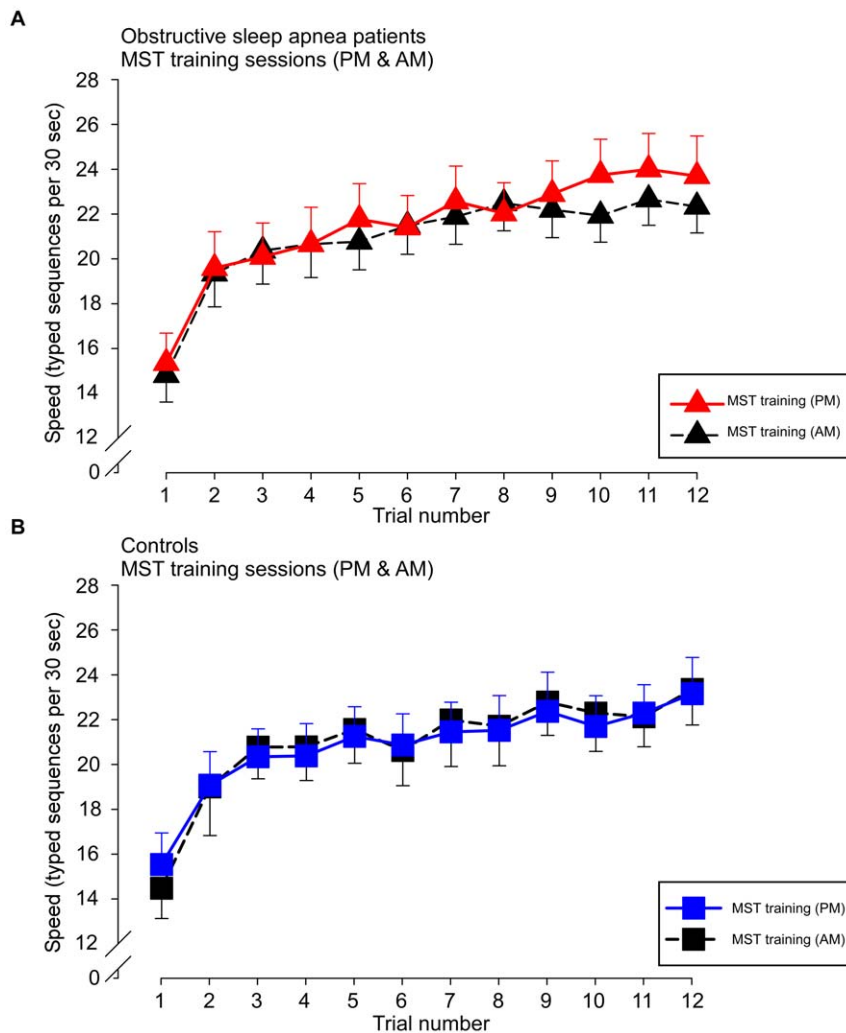 A
Obstructive sleep apnea patients
MST training sessions (PM & AM)
Speed (typed sequences per 30 sec)
28
26
24
22
20
18
16
14
12
0
MST training (PM)
MST training (AM)
1 2 3 4 5 6 7 8 9 10 11 12
Trial number
B
Controls
MST training sessions (PM & AM)
Speed (typed sequences per 30 sec)
28
26
24
22
20
18
16
14
12
0
MST training (PM)
MST training (AM)
1 2 3 4 5 6 7 8 9 10 11 12
Trial number